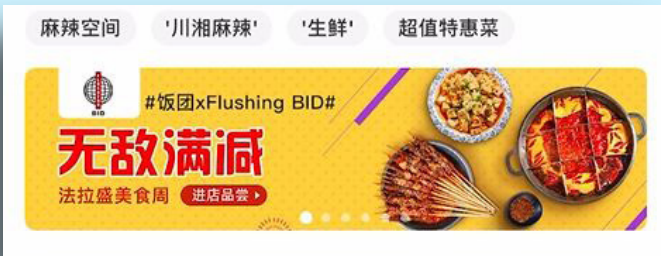 麻辣空间
'川湘麻辣'
'生鲜'
超值特惠菜
BID
#饭团xFlushing BID#
无敌满减
法拉盛美食周
进店品尝